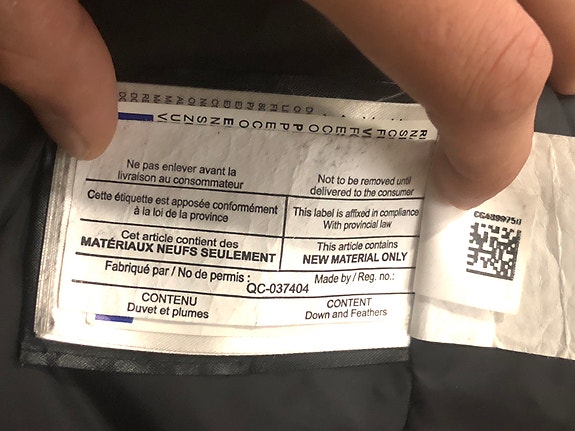 Ne pas enlever avant la
livraison au consommateur
Not to be removed until
delivered to the consumer
Cette étiquette est apposée conformément
à la loi de la province
This label is affixed in compliance
With provincial law
Cet article contient des
MATÉRIAUX NEUFS SEULEMENT
This article contains
NEW MATERIAL ONLY
Fabriqué par / No de permis :
QC-037404
Made by / Reg. no.:
CONTENU
Duvet et plumes
CONTENT
Down and Feathers